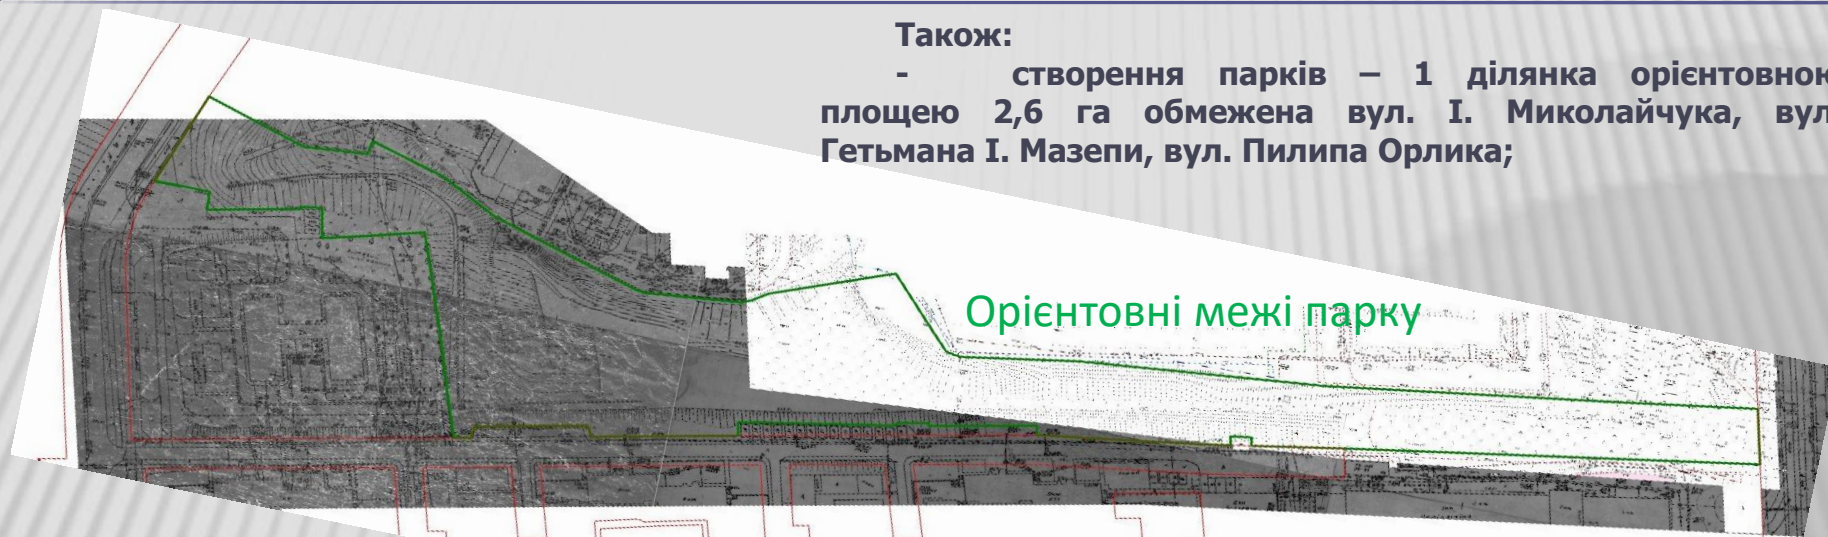 Також:
- створення парків – 1 ділянка орієнтовною
площею 2,6 га обмежена вул. І. Миколайчука, вул
Гетьмана І. Мазепи, вул. Пилипа Орлика;
Орієнтовні межі парку